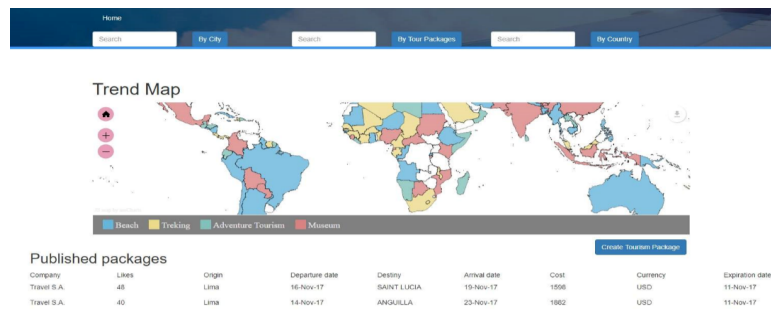 Home
Search By City Search By Tour Packages Search By Country
Trend Map
Beach Treking Adventure Tourism Museum
Create Tourism Package
Published packages
Company Likes Origin Departure date Destiny Arrival date Cost Currency Expiration date
Travel S.A. 48 Lima 16-Nov-17 SAINT LUCIA 19-Nov-17 1598 USD 11-Nov-17
Travel S.A. 40 Lima 14-Nov-17 ANGUILLA 23-Nov-17 1882 USD 11-Nov-17